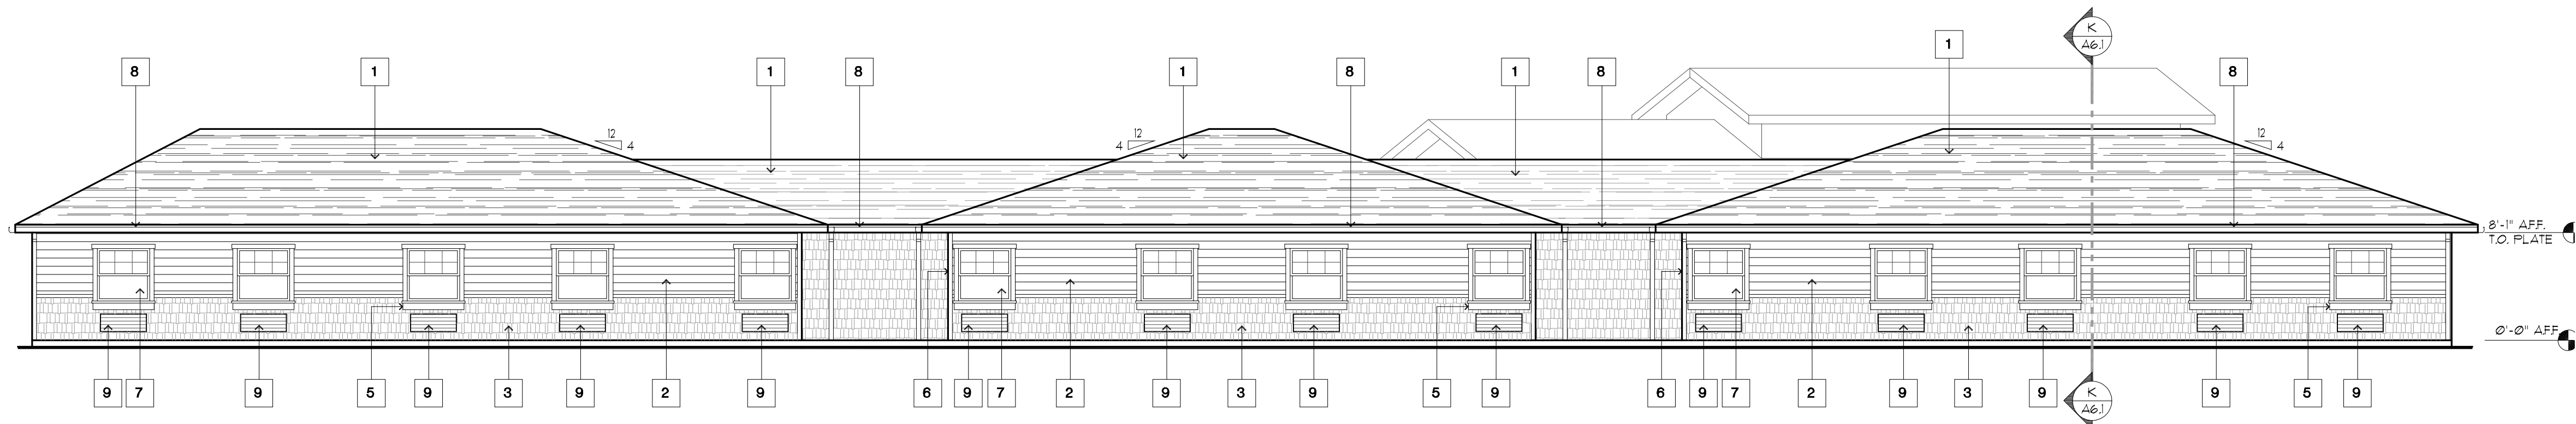 K
A6.1
8 1 1 8 1 8 1 8 1 8
12
4
12
4
12
4
8'-1" A.F.F.
T.O. PLATE
0'-0" A.F.F.
9 7 9 5 9 3 9 2 9 6 9 7 2 9 3 9 5 9 6 9 7 2 9 3 9 9 5 9
K
A6.1